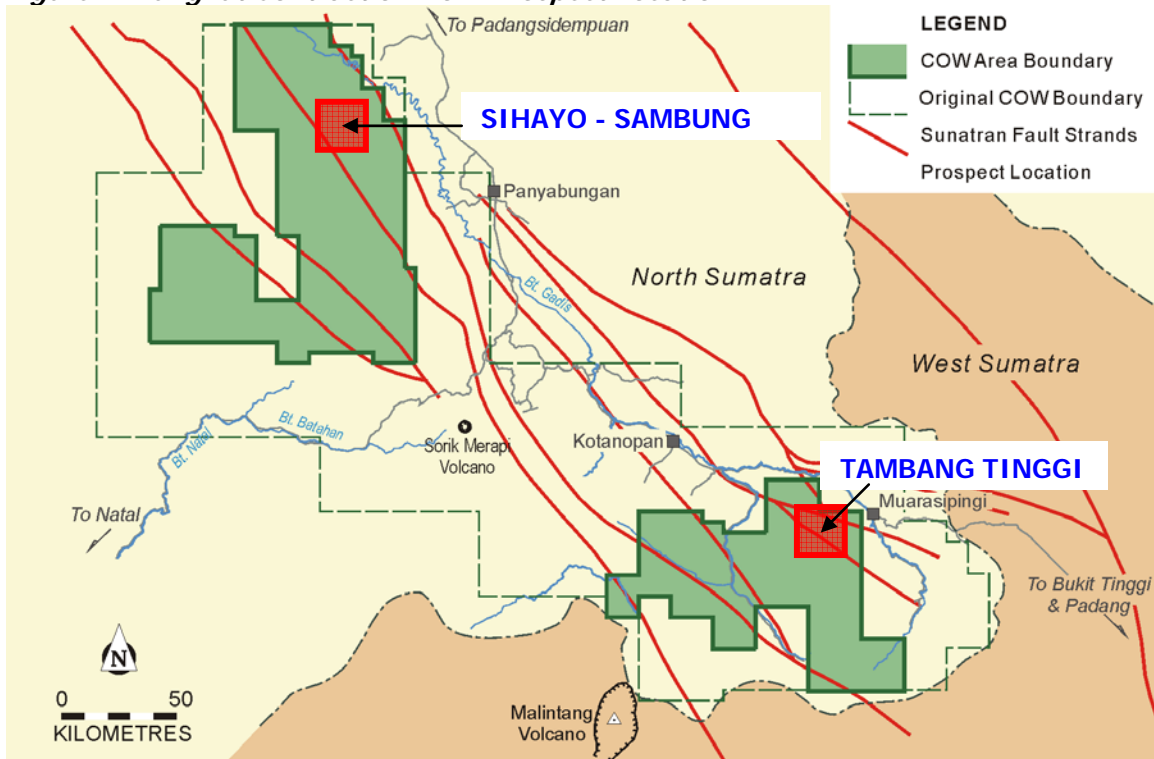 To Padangsidempuan
LEGEND
COW Area Boundary
Original COW Boundary
Sunatran Fault Strands
Prospect Location
SIHAYO - SAMBUNG
Panyabungan
North Sumatra
Bt. Gadis
West Sumatra
Bt. Batahan
Bt. Natal
Sorik Merapi
Volcano
Kotanopan
TAMBANG TINGGI
Muarasipingi
To Natal
To Bukit Tinggi
& Padang
N
0 50
KILOMETRES
Malintang
Volcano